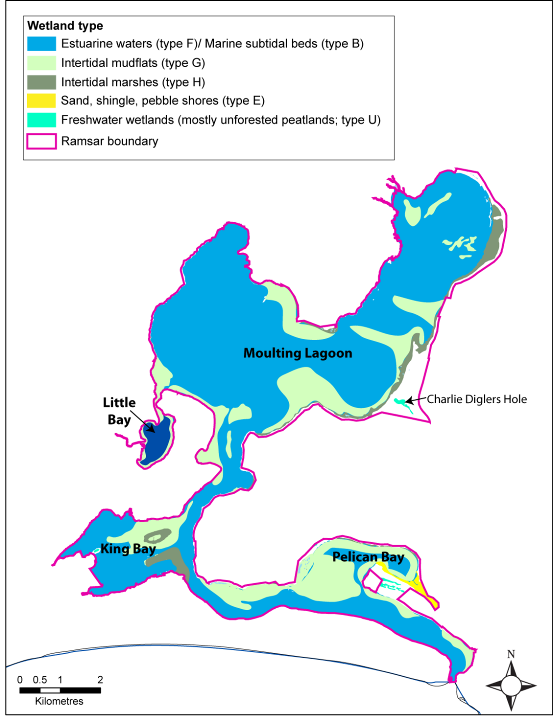 Wetland type
Estuarine waters (type F)/ Marine subtidal beds (type B)
Intertidal mudflats (type G)
Intertidal marshes (type H)
Sand, shingle, pebble shores (type E)
Freshwater wetlands (mostly unforested peatlands; type U)
Ramsar boundary
Moulting Lagoon
Little
Bay
Charlie Diglers Hole
King Bay
Pelican Bay
N
0 0.5 1 2
Kilometres